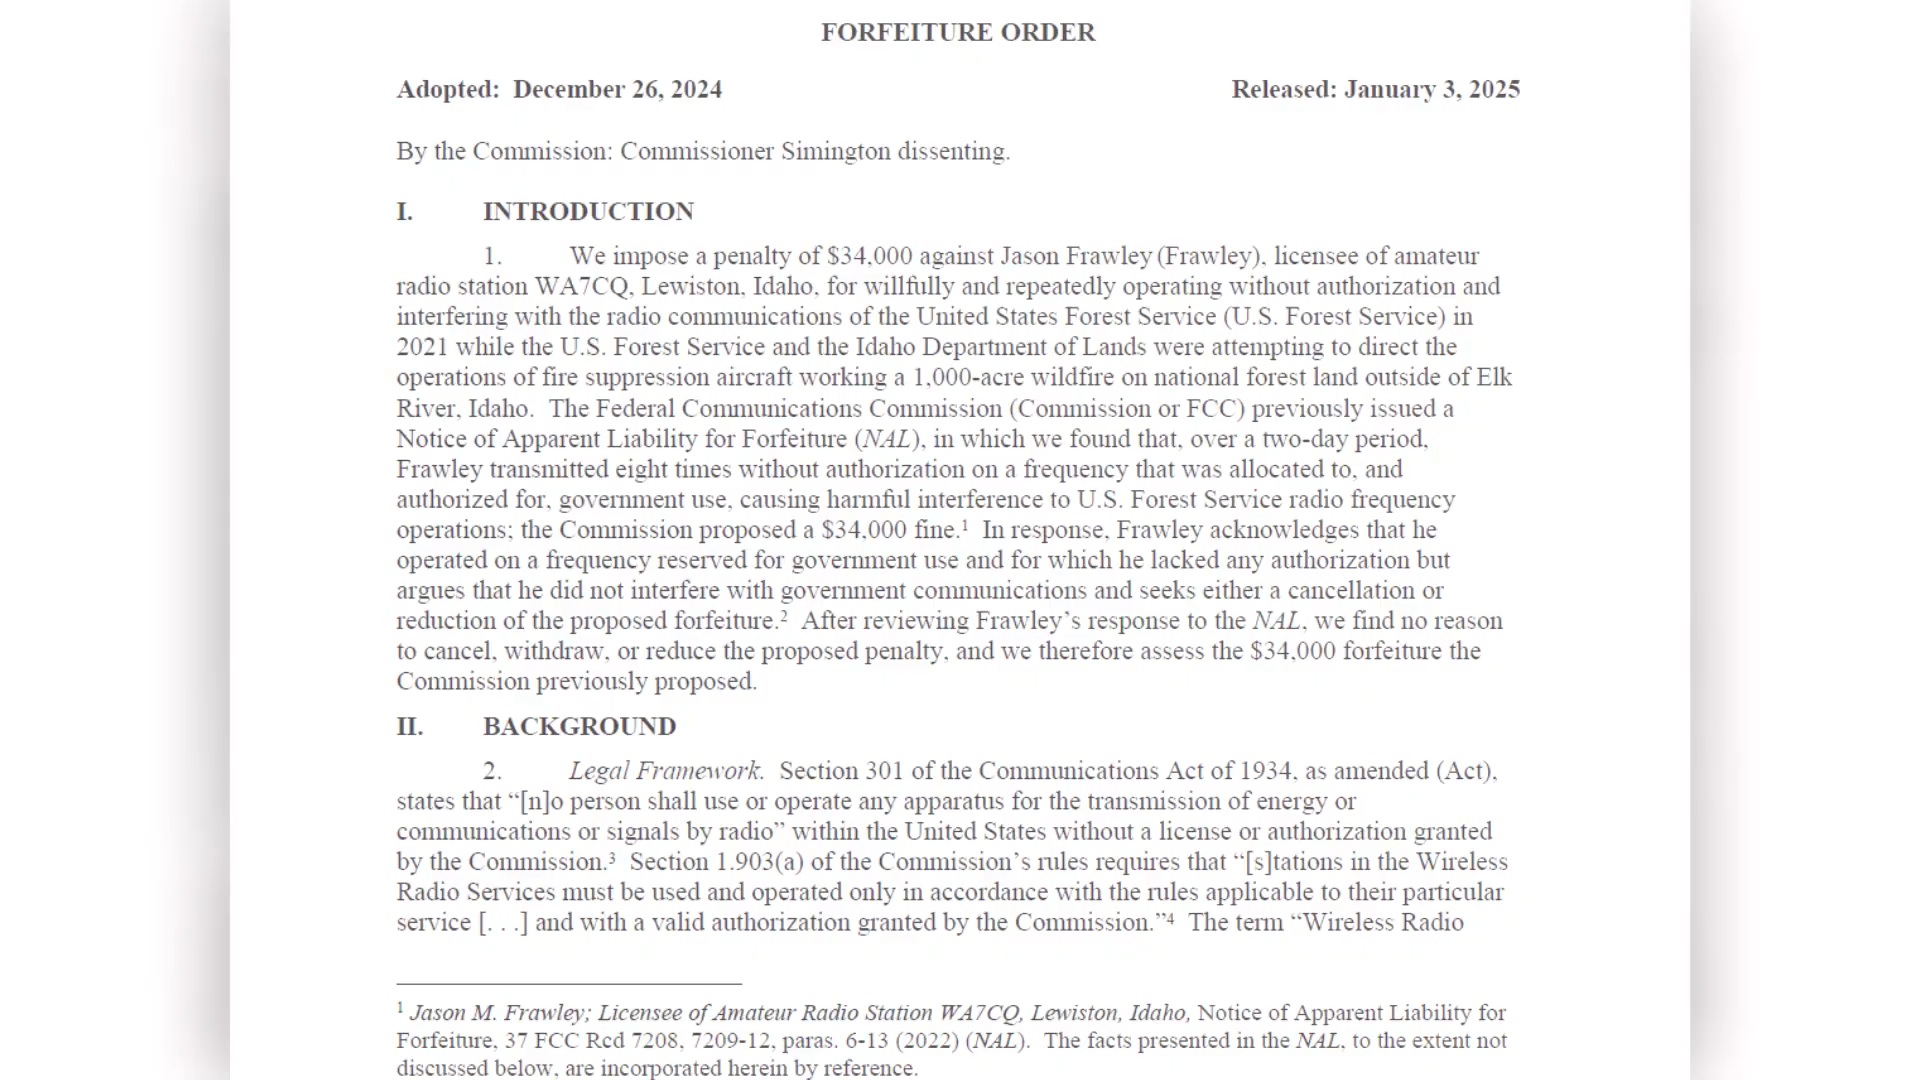 FORFEITURE ORDER
Adopted: December 26, 2024 Released: January 3, 2025
By the Commission: Commissioner Simington dissenting.
I. INTRODUCTION
1. We impose a penalty of $34,000 against Jason Frawley (Frawley), licensee of amateur
radio station WA7CQ, Lewiston, Idaho, for willfully and repeatedly operating without authorization and
interfering with the radio communications of the United States Forest Service (U.S. Forest Service) in
2021 while the U.S. Forest Service and the Idaho Department of Lands were attempting to direct the
operations of fire suppression aircraft working a 1,000-acre wildfire on national forest land outside of Elk
River, Idaho. The Federal Communications Commission (Commission or FCC) previously issued a
Notice of Apparent Liability for Forfeiture (NAL), in which we found that, over a two-day period,
Frawley transmitted eight times without authorization on a frequency that was allocated to, and
authorized for, government use, causing harmful interference to U.S. Forest Service radio frequency
operations; the Commission proposed a $34,000 fine.1 In response, Frawley acknowledges that he
operated on a frequency reserved for government use and for which he lacked any authorization but
argues that he did not interfere with government communications and seeks either a cancellation or
reduction of the proposed forfeiture.2 After reviewing Frawley’s response to the NAL, we find no reason
to cancel, withdraw, or reduce the proposed penalty, and we therefore assess the $34,000 forfeiture the
Commission previously proposed.
II. BACKGROUND
2. Legal Framework. Section 301 of the Communications Act of 1934, as amended (Act),
states that “[n]o person shall use or operate any apparatus for the transmission of energy or
communications or signals by radio” within the United States without a license or authorization granted
by the Commission.3 Section 1.903(a) of the Commission’s rules requires that “[s]tations in the Wireless
Radio Services must be used and operated only in accordance with the rules applicable to their particular
service [. . .] and with a valid authorization granted by the Commission.”4 The term “Wireless Radio
1 Jason M. Frawley; Licensee of Amateur Radio Station WA7CQ, Lewiston, Idaho, Notice of Apparent Liability for
Forfeiture, 37 FCC Rcd 7208, 7209-12, paras. 6-13 (2022) (NAL). The facts presented in the NAL, to the extent not
discussed below, are incorporated herein by reference.